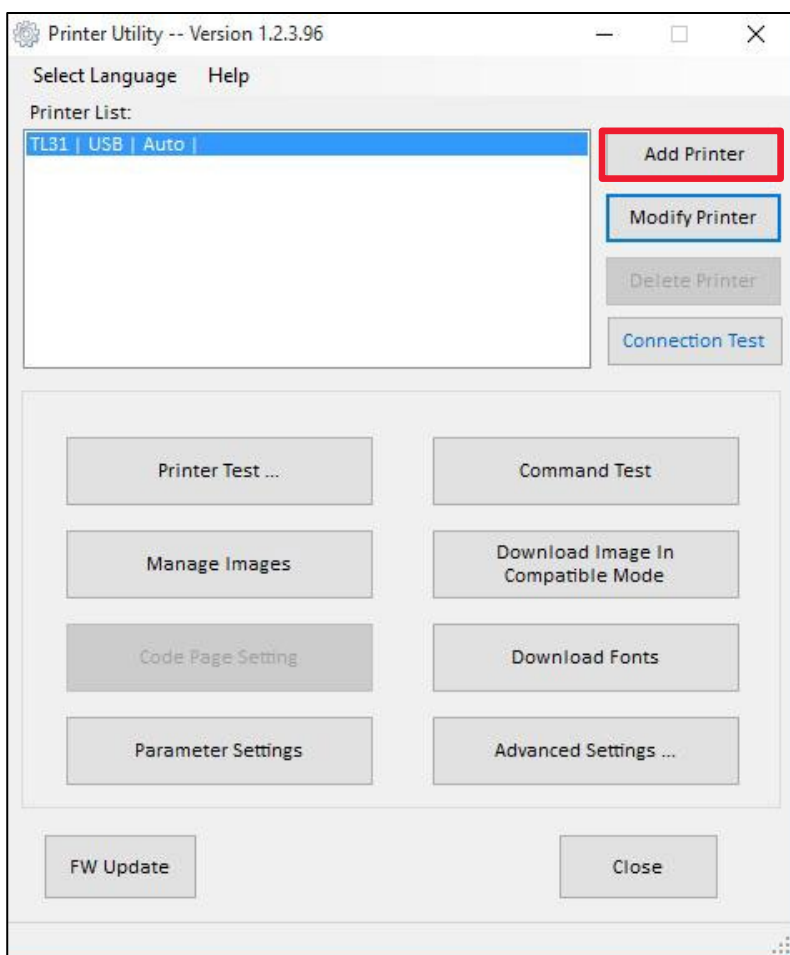 Printer Utility -- Version 1.2.3.96
Select Language Help
Printer List:
TL31 | USB | Auto |
Add Printer
Modify Printer
Delete Printer
Connection Test
Printer Test ...
Command Test
Manage Images
Download Image In
Compatible Mode
Code Page Setting
Download Fonts
Parameter Settings
Advanced Settings ...
FW Update
Close